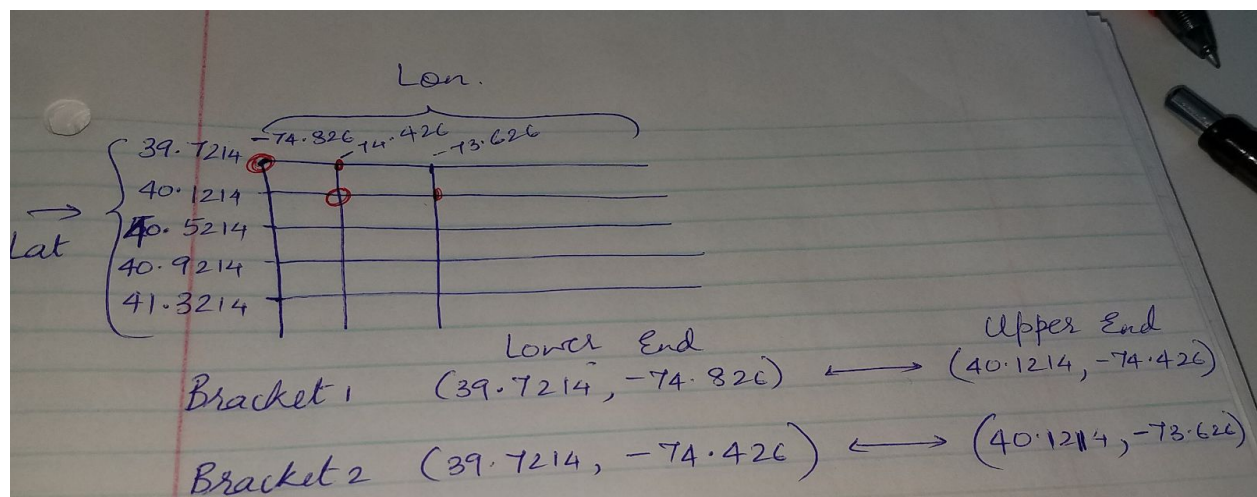 Lon.
-74.826 -74.426 -73.626
39.7214
40.1214
Lat → 40.5214
40.9214
41.3214
Lower End Upper End
Bracket 1 (39.7214, -74.826) ⟷ (40.1214, -74.426)
Bracket 2 (39.7214, -74.426) ⟷ (40.1214, -73.626)